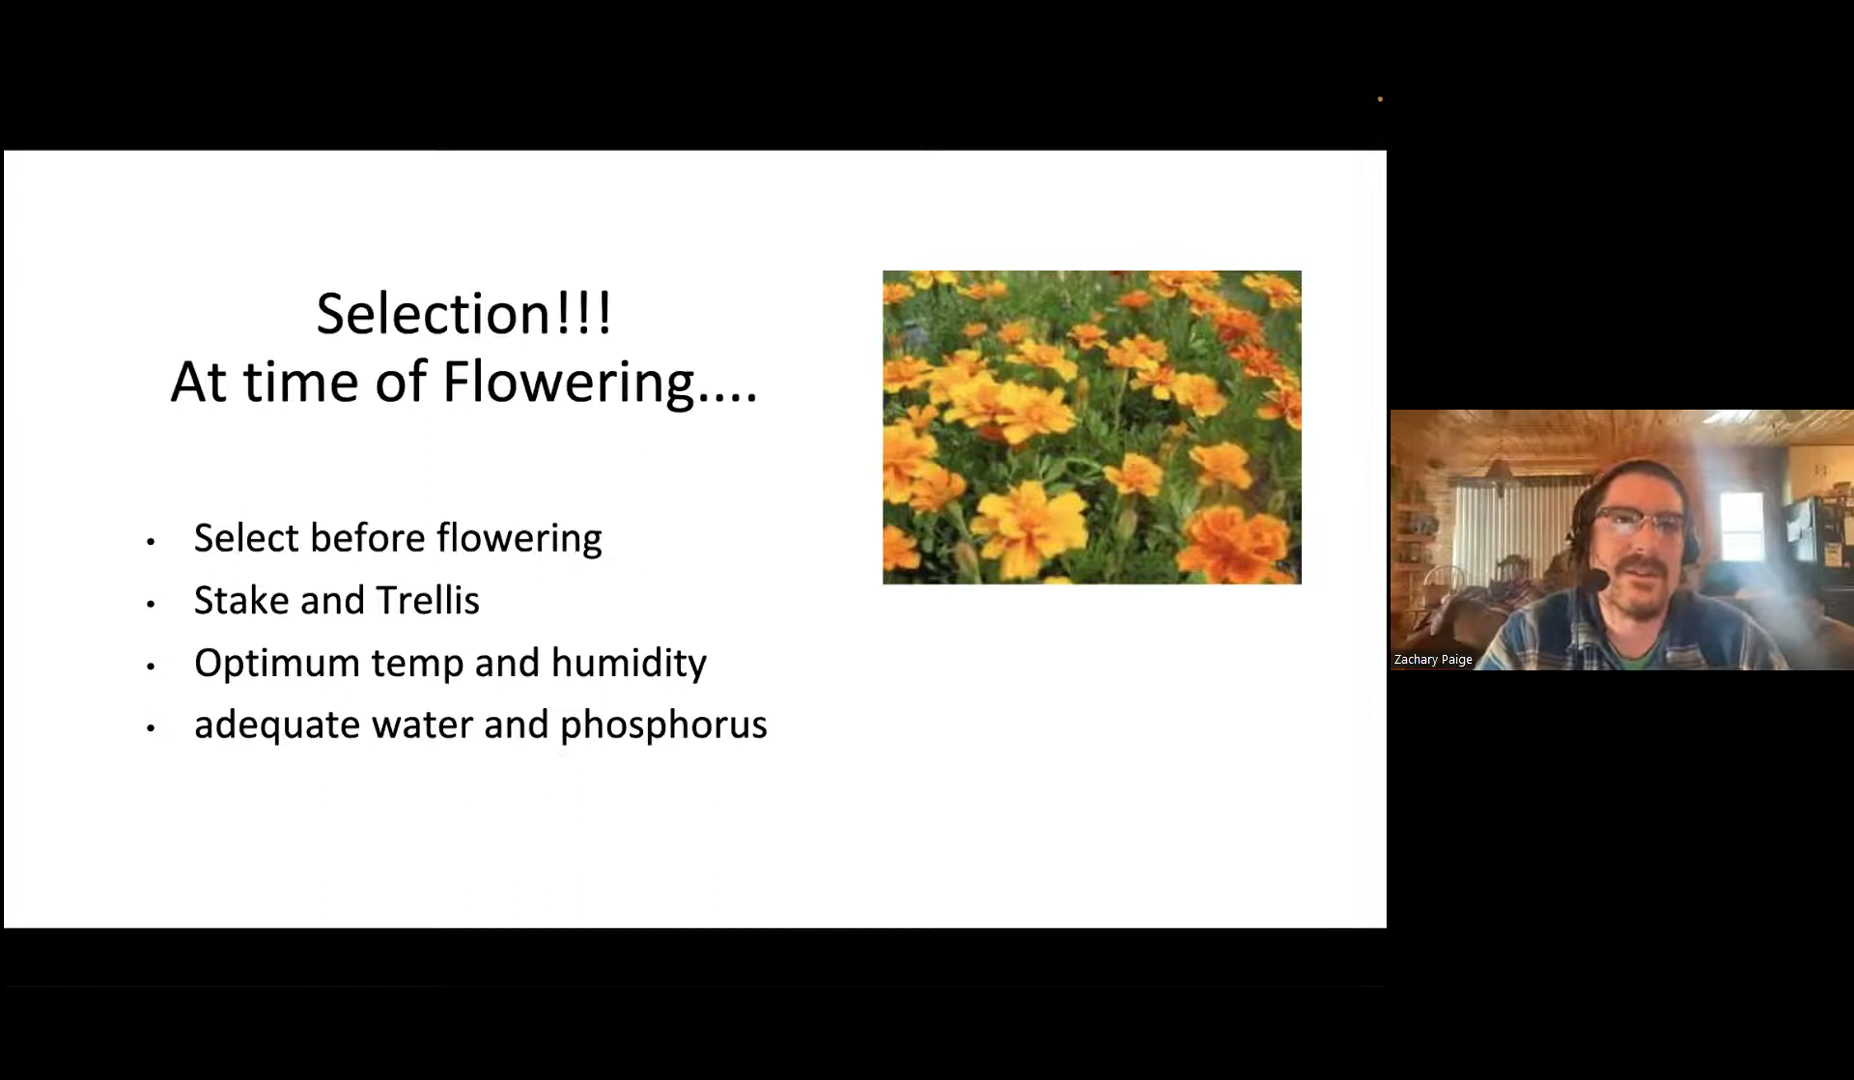 Selection!!!
At time of Flowering....
• Select before flowering
• Stake and Trellis
• Optimum temp and humidity
• adequate water and phosphorus
Zachary Paige